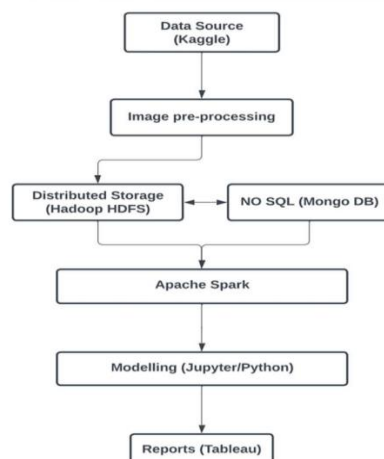 Data Source
(Kaggle)
Image pre-processing
Distributed Storage
(Hadoop HDFS)
NO SQL (Mongo DB)
Apache Spark
Modelling (Jupyter/Python)
Reports (Tableau)